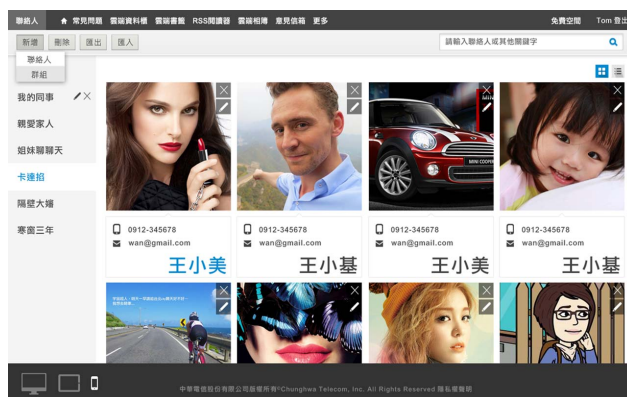 聯絡人 常見問題 雲端資料櫃 雲端書籤 RSS閱讀器 雲端相簿 意見信箱 更多 免費空間 Tom 登出
新增 刪除 匯出 匯入 請輸入聯絡人或其他關鍵字
聯絡人
群組
我的同事
親愛家人
姐妹聊聊天
卡達掐
隔壁大嬸
寒窗三年
MINI COOPER
0912-345678 0912-345678 0912-345678 0912-345678
wan@gmail.com wan@gmail.com wan@gmail.com wan@gmail.com
王小美 王小基 王小美 王小基
中華電信股份有限公司版權所有©Chunghwa Telecom, Inc. All Rights Reserved 隱私權聲明